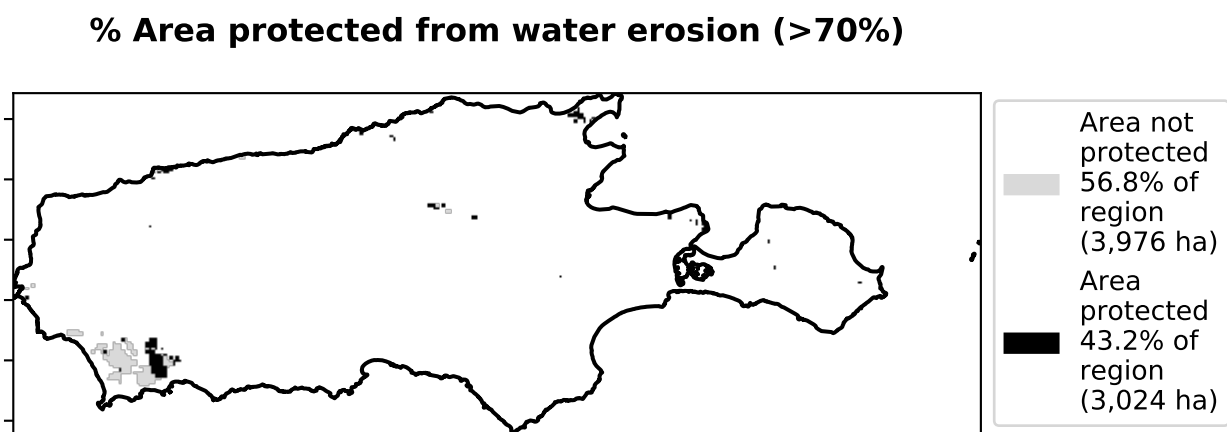 % Area protected from water erosion (>70%)
Area not
protected
56.8% of
region
(3,976 ha)
Area
protected
43.2% of
region
(3,024 ha)